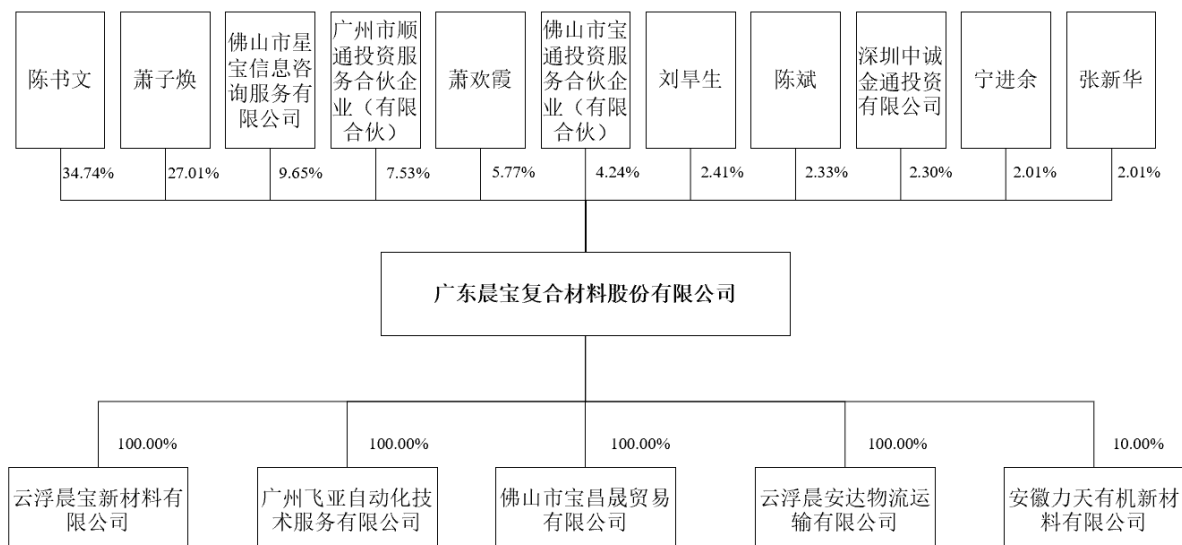 陈书文
萧子焕
佛山市星
宝信息咨
询服务有
限公司
广州市顺
通投资服
务合伙企
业（有限
合伙）
萧欢霞
佛山市宝
通投资服
务合伙企
业（有限
合伙）
刘旱生
陈斌
深圳中诚
金通投资
有限公司
宁进余
张新华
34.74%
27.01%
9.65%
7.53%
5.77%
4.24%
2.41%
2.33%
2.30%
2.01%
2.01%
广东晨宝复合材料股份有限公司
100.00%
100.00%
100.00%
100.00%
10.00%
云浮晨宝新材料有
限公司
广州飞亚自动化技
术服务有限公司
佛山市宝昌晟贸易
有限公司
云浮晨安达物流运
输有限公司
安徽力天有机新材
料有限公司